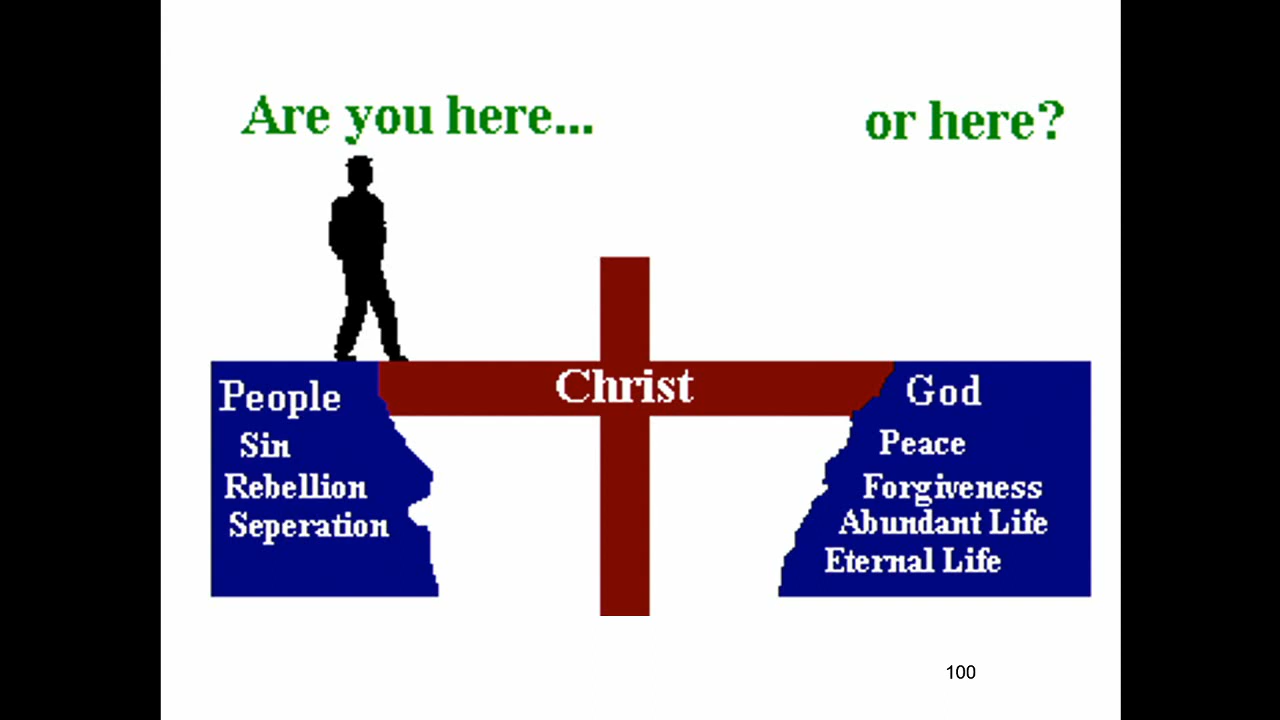 Are you here...
or here?
Christ
People
Sin
Rebellion
Seperation
God
Peace
Forgiveness
Abundant Life
Eternal Life
100